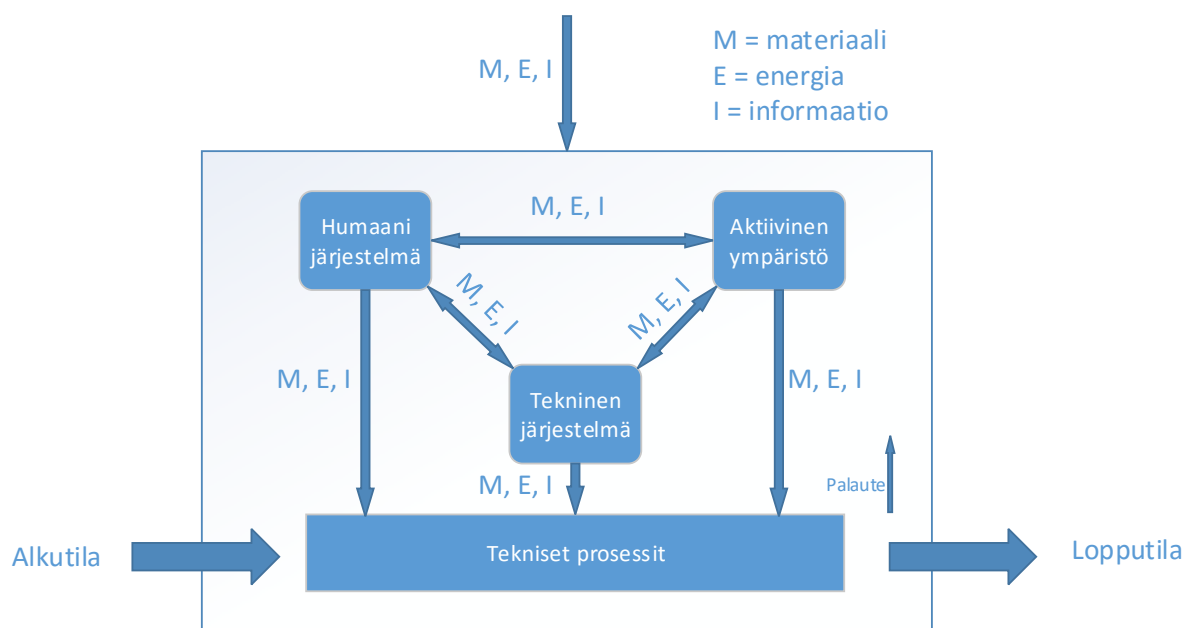 M, E, I
M = materiaali
E = energia
I = informaatio
Humaani
järjestelmä
M, E, I
Aktiivinen
ympäristö
M, E, I
M, E, I
M, E, I
Tekninen
järjestelmä
M, E, I
M, E, I
Palaute
Alkutila
Tekniset prosessit
Lopputila